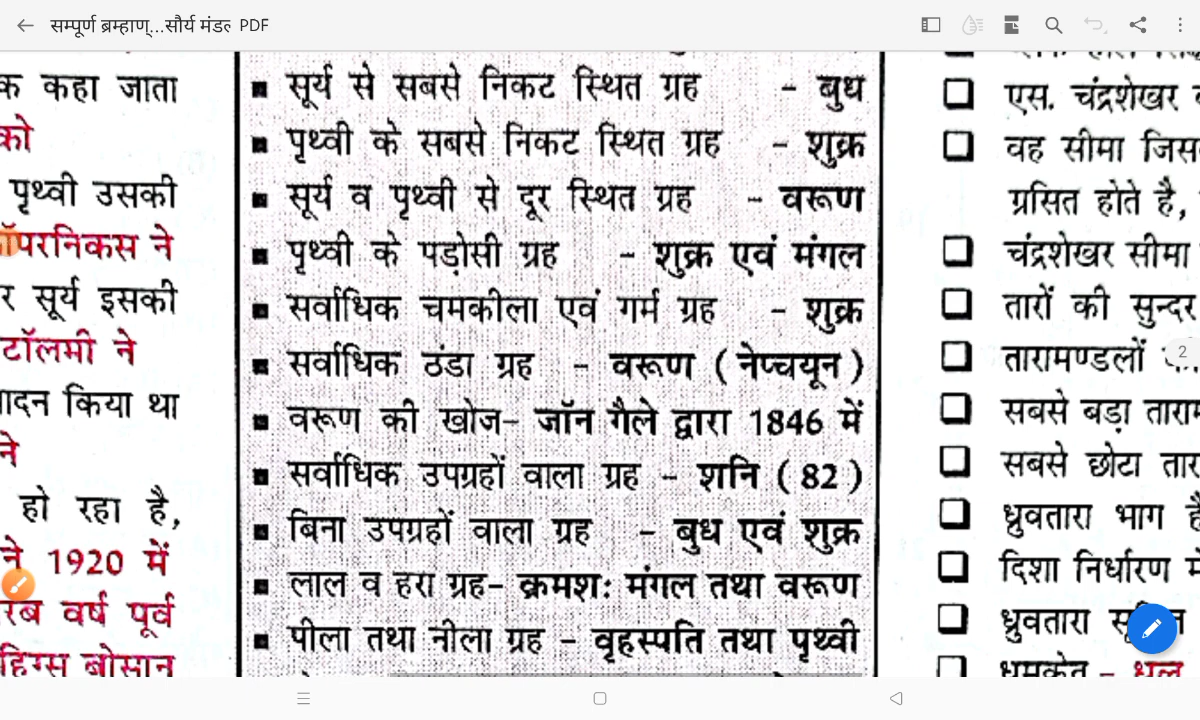 सम्पूर्ण ब्रम्हाण्...सौर्य मंडल PDF
क कहा जाता
को
पृथ्वी उसकी
ॉपरनिकस ने
र सूर्य इसकी
टॉलमी ने
ादन किया था
ने
हो रहा है,
ने 1920 में
रब वर्ष पूर्व
हिग्स बोसान
▪ सूर्य से सबसे निकट स्थित ग्रह - बुध
▪ पृथ्वी के सबसे निकट स्थित ग्रह - शुक्र
▪ सूर्य व पृथ्वी से दूर स्थित ग्रह - वरूण
▪ पृथ्वी के पड़ोसी ग्रह - शुक्र एवं मंगल
▪ सर्वाधिक चमकीला एवं गर्म ग्रह - शुक्र
▪ सर्वाधिक ठंडा ग्रह - वरूण ( नेप्चयून )
▪ वरूण की खोज- जॉन गैले द्वारा 1846 में
▪ सर्वाधिक उपग्रहों वाला ग्रह - शनि ( 82 )
▪ बिना उपग्रहों वाला ग्रह - बुध एवं शुक्र
▪ लाल व हरा ग्रह- क्रमश: मंगल तथा वरूण
▪ पीला तथा नीला ग्रह - वृहस्पति तथा पृथ्वी
❑ एस. चंद्रशेखर
❑ वह सीमा जिस
ग्रसित होते है,
❑ चंद्रशेखर सीमा
❑ तारों की सुन्दर
❑ तारामण्डलों
2
❑ सबसे बड़ा ताराम
❑ सबसे छोटा तार
❑ ध्रुवतारा भाग है
❑ दिशा निर्धारण में
❑ ध्रुवतारा
❑ धूमकेतु - धूल